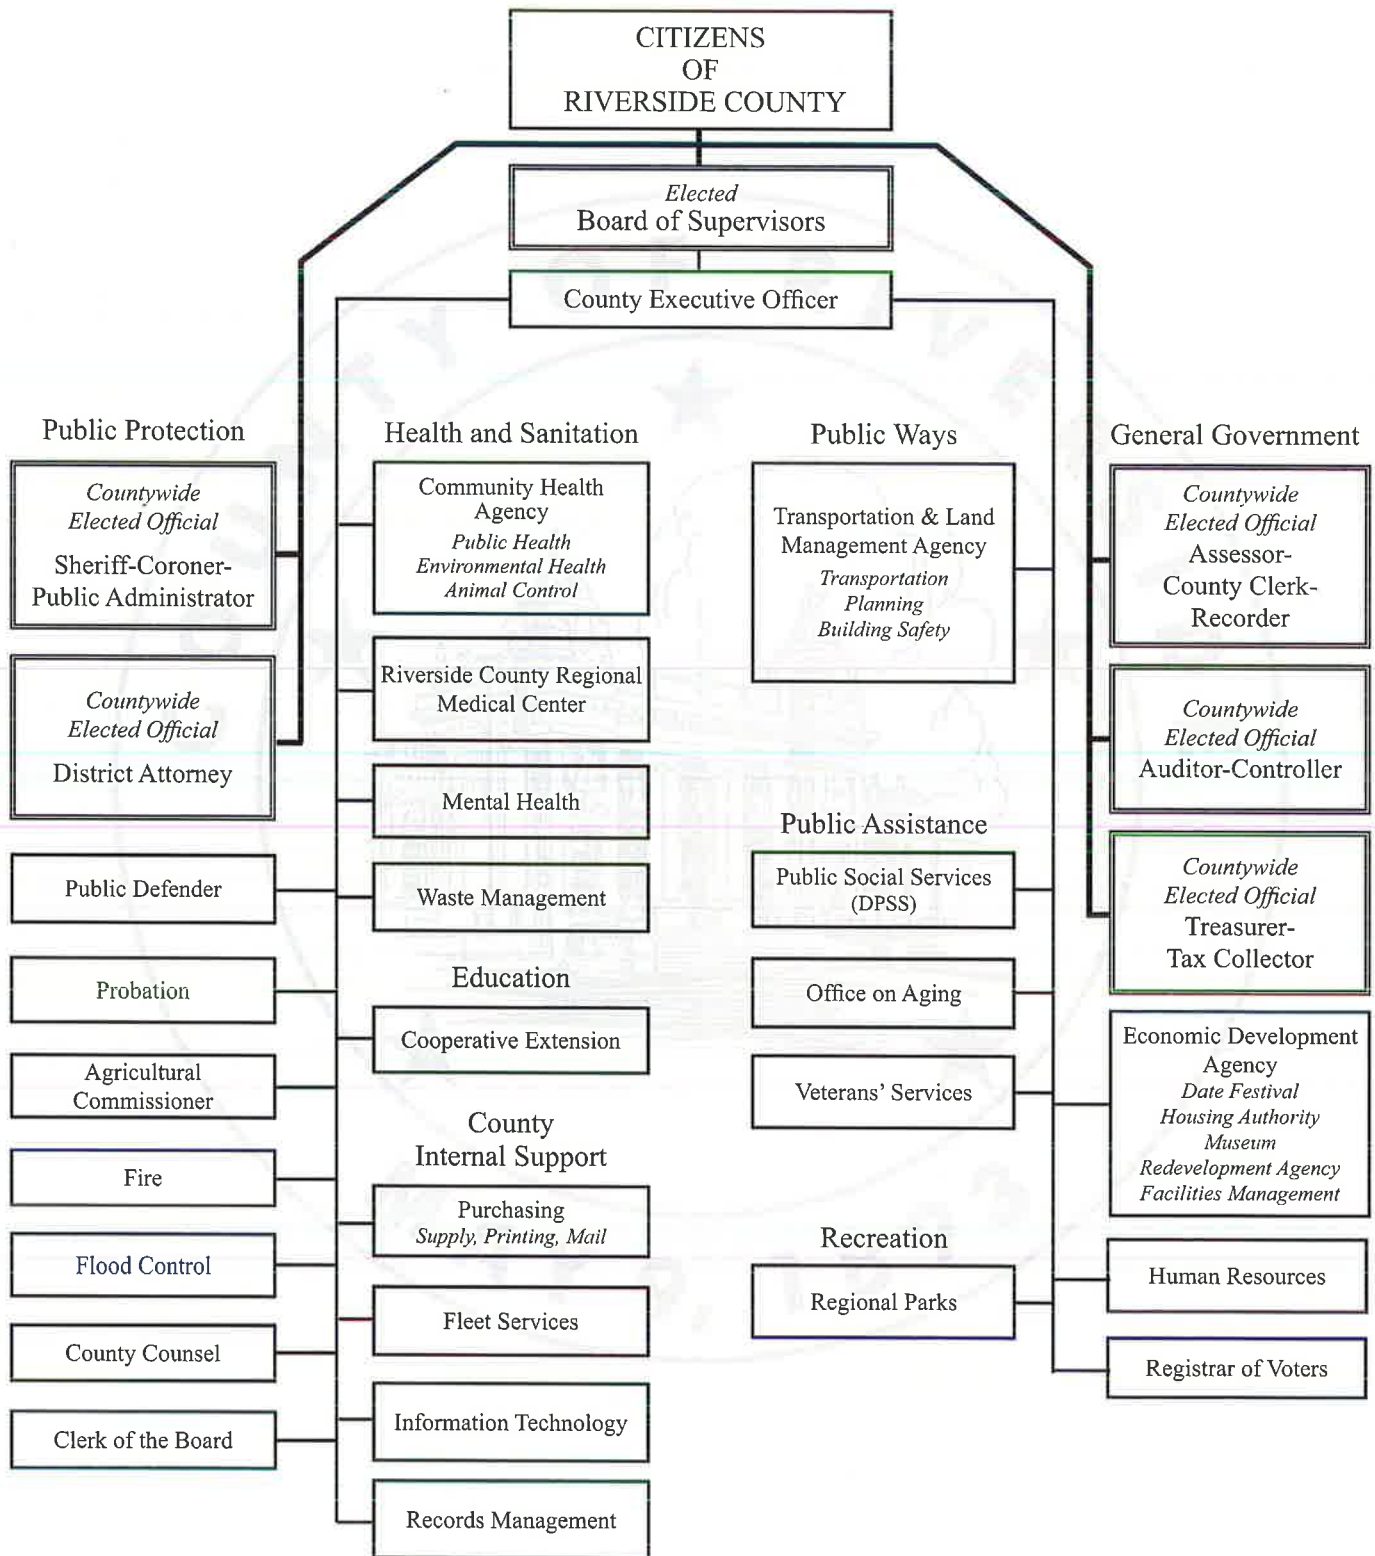 CITIZENS
OF
RIVERSIDE COUNTY
Elected
Board of Supervisors
County Executive Officer
Public Protection
Countywide
Elected Official
Sheriff-Coroner-
Public Administrator
Countywide
Elected Official
District Attorney
Public Defender
Probation
Agricultural
Commissioner
Fire
Flood Control
County Counsel
Clerk of the Board
Health and Sanitation
Community Health
Agency
Public Health
Environmental Health
Animal Control
Riverside County Regional
Medical Center
Mental Health
Waste Management
Education
Cooperative Extension
County
Internal Support
Purchasing
Supply, Printing, Mail
Fleet Services
Information Technology
Records Management
Public Ways
Transportation & Land
Management Agency
Transportation
Planning
Building Safety
Public Assistance
Public Social Services
(DPSS)
Office on Aging
Veterans’ Services
Recreation
Regional Parks
General Government
Countywide
Elected Official
Assessor-
County Clerk-
Recorder
Countywide
Elected Official
Auditor-Controller
Countywide
Elected Official
Treasurer-
Tax Collector
Economic Development
Agency
Date Festival
Housing Authority
Museum
Redevelopment Agency
Facilities Management
Human Resources
Registrar of Voters